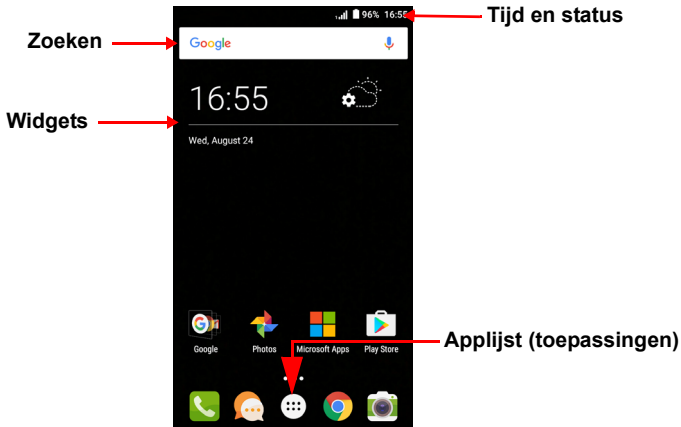 96% 16:55
Tijd en status
Zoeken
Google
16:55
Widgets
Wed, August 24
Google Photos Microsoft Apps Play Store
Applijst (toepassingen)